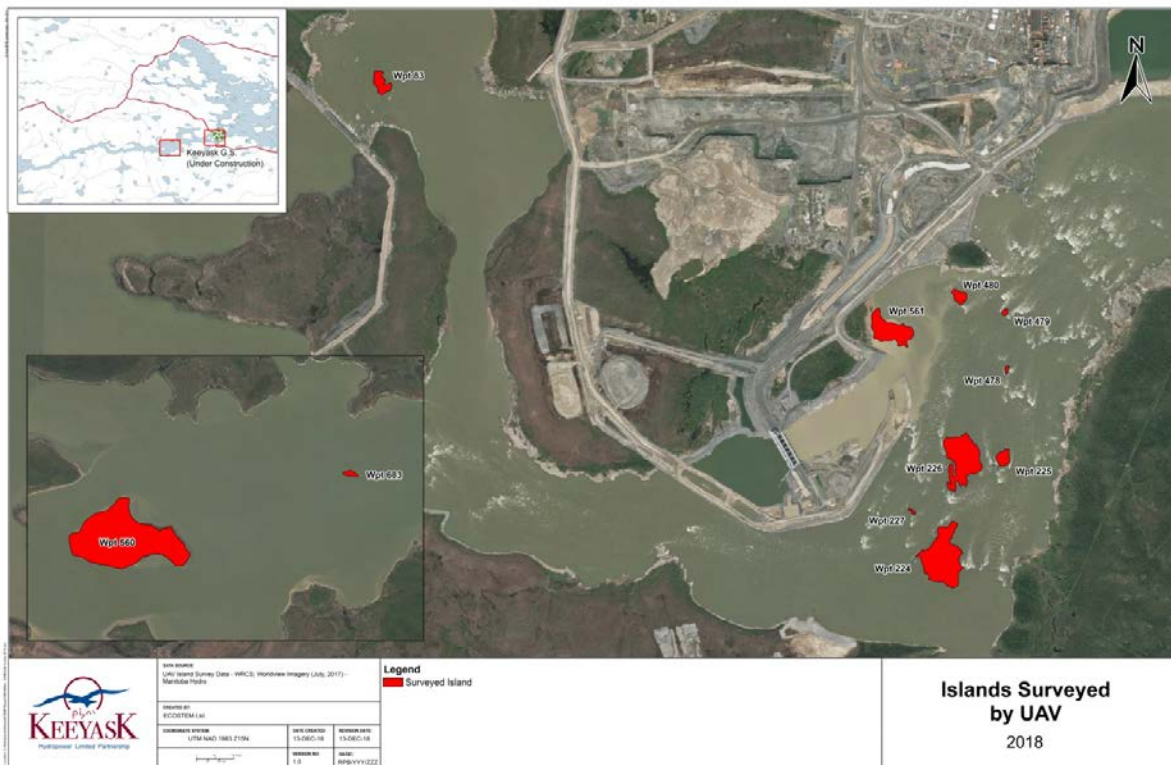 Keeyask G.S.
(Under Construction)
N
Wpt 63
Wpt 480
Wpt 561
Wpt 479
Wpt 478
Wpt 226
Wpt 225
Wpt 227
Wpt 224
Wpt 683
Wpt 560
KEEYASK
Hydropower Limited Partnership
DATA SOURCE:
UAV Island Survey Data - WRCS; Worldview Imagery (July, 2017) -
Manitoba Hydro
CREATED BY:
ECOSTEM Ltd.
COORDINATE SYSTEM:
UTM NAD 1983 Z15N
DATE CREATED:
13-DEC-18
REVISION DATE:
13-DEC-18
VERSION NO:
1.0
Legend
Surveyed Island
Islands Surveyed
by UAV
2018